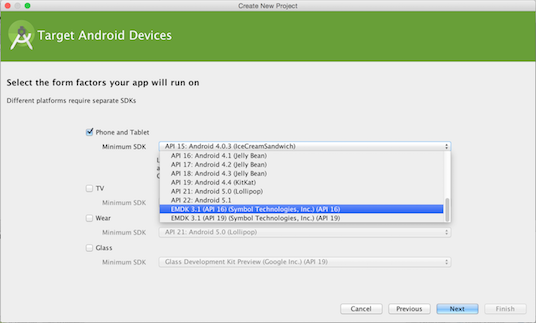 Create New Project
Target Android Devices
Select the form factors your app will run on
Different platforms require separate SDKs
Phone and Tablet
Minimum SDK
API 15: Android 4.0.3 (IceCreamSandwich)
API 16: Android 4.1 (Jelly Bean)
API 17: Android 4.2 (Jelly Bean)
API 18: Android 4.3 (Jelly Bean)
API 19: Android 4.4 (KitKat)
API 21: Android 5.0 (Lollipop)
API 22: Android 5.1
EMDK 3.1 (API 16) (Symbol Technologies, Inc.) (API 16)
EMDK 3.1 (API 19) (Symbol Technologies, Inc.) (API 19)
TV
Minimum SDK
Wear
Minimum SDK
API 21: Android 5.0 (Lollipop)
Glass
Minimum SDK
Glass Development Kit Preview (Google Inc.) (API 19)
Cancel
Previous
Next
Finish